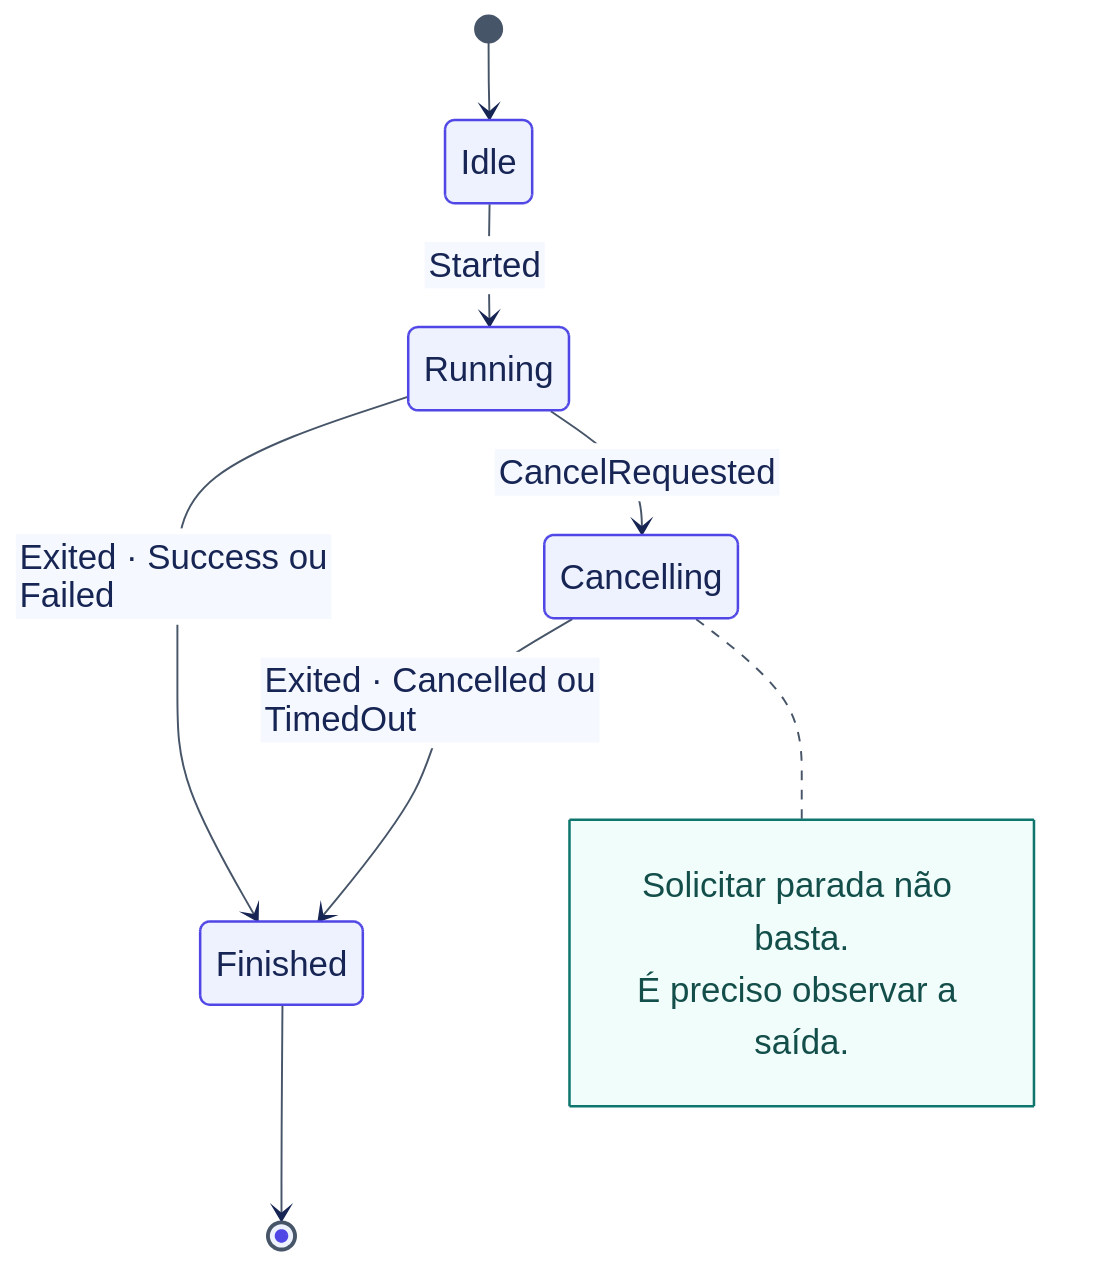 Idle
Started
Running
CancelRequested
Exited · Success ou
Failed
Cancelling
Exited · Cancelled ou
TimedOut
Solicitar parada não
basta.
É preciso observar a
saída.
Finished